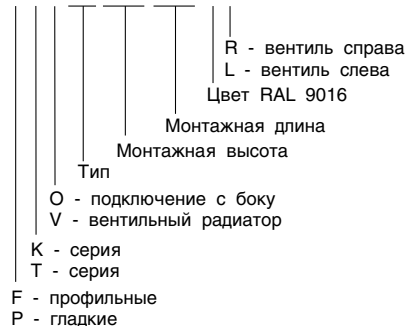 R - вентиль справа
L - вентиль слева
Цвет RAL 9016
Монтажная длина
Монтажная высота
Тип
O - подключение с боку
V - вентильный радиатор
K - серия
T - серия
F - профильные
P - гладкие